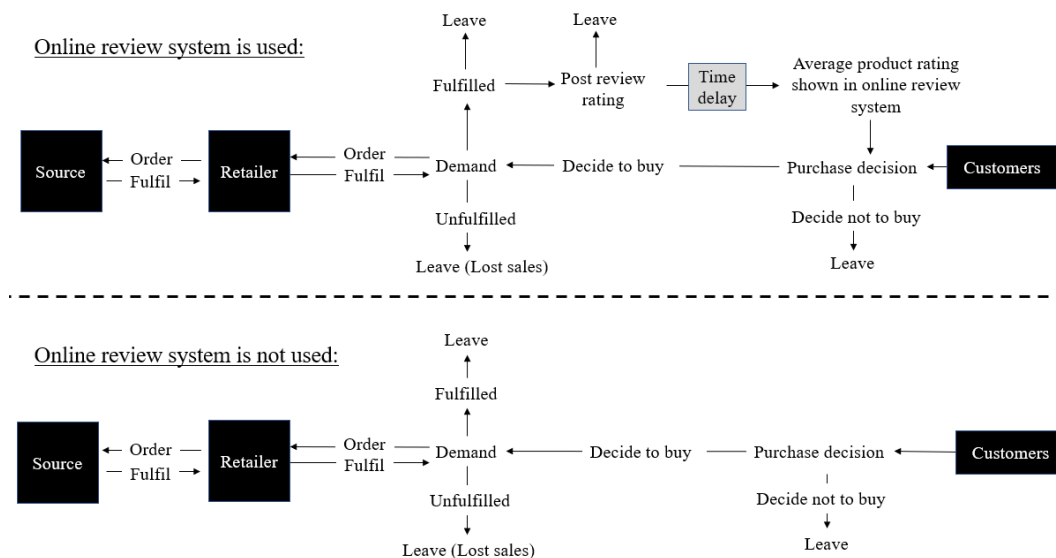 Leave
Leave
Online review system is used:
Fulfilled
Post review
rating
Time
delay
Average product rating
shown in online review
system
Source
Order
Fulfil
Retailer
Order
Fulfil
Demand
Decide to buy
Purchase decision
Customers
Unfulfilled
Decide not to buy
Leave (Lost sales)
Leave
Online review system is not used:
Leave
Fulfilled
Source
Order
Fulfil
Retailer
Order
Fulfil
Demand
Decide to buy
Purchase decision
Customers
Unfulfilled
Decide not to buy
Leave (Lost sales)
Leave